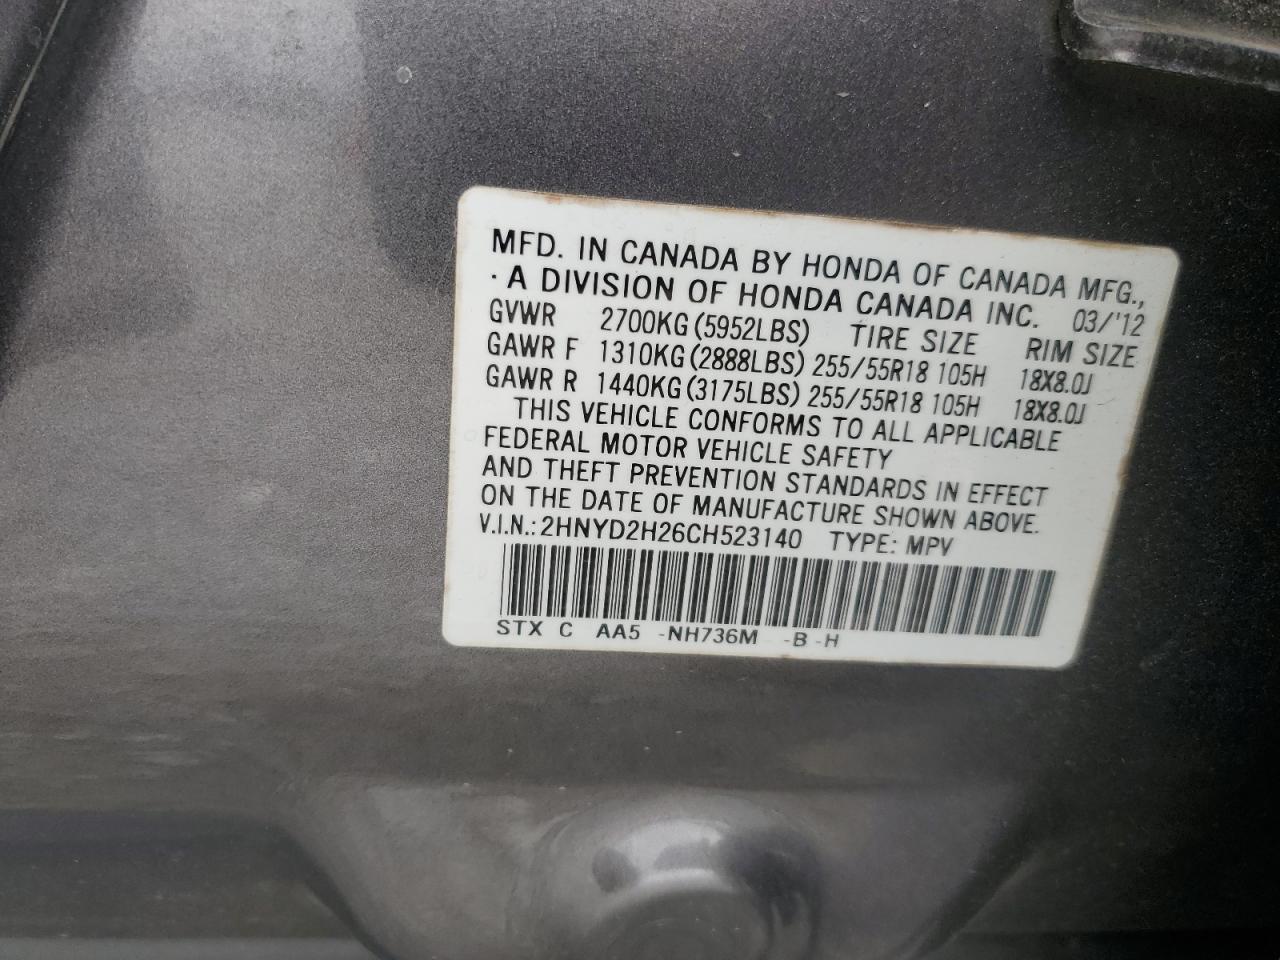 MFD. IN CANADA BY HONDA OF CANADA MFG.,
· A DIVISION OF HONDA CANADA INC. 03/'12
GVWR 2700KG (5952LBS) TIRE SIZE RIM SIZE
GAWR F 1310KG (2888LBS) 255/55R18 105H 18X8.0J
GAWR R 1440KG (3175LBS) 255/55R18 105H 18X8.0J
THIS VEHICLE CONFORMS TO ALL APPLICABLE
FEDERAL MOTOR VEHICLE SAFETY
AND THEFT PREVENTION STANDARDS IN EFFECT
ON THE DATE OF MANUFACTURE SHOWN ABOVE.
V.I.N.: 2HNYD2H26CH523140 TYPE: MPV
STX C AA5 -NH736M -B -H